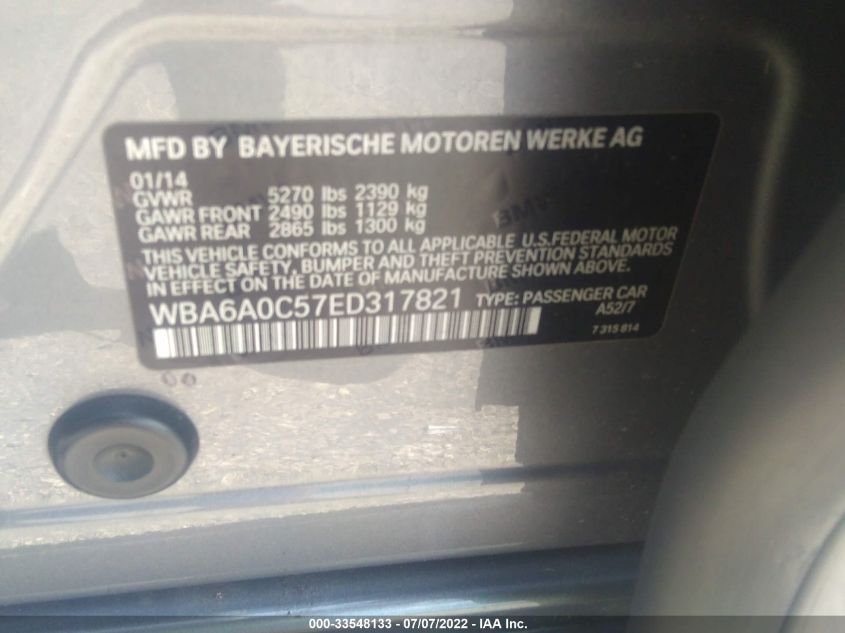 MFD BY BAYERISCHE MOTOREN WERKE AG
01/14
GVWR 5270 lbs 2390 kg
GAWR FRONT 2490 lbs 1129 kg
GAWR REAR 2865 lbs 1300 kg
THIS VEHICLE CONFORMS TO ALL APPLICABLE U.S.FEDERAL MOTOR
VEHICLE SAFETY, BUMPER AND THEFT PREVENTION STANDARDS
IN EFFECT ON THE DATE OF MANUFACTURE SHOWN ABOVE.
WBA6A0C57ED317821 TYPE: PASSENGER CAR
A52/7
7 315 814
000-33548133 - 07/07/2022 - IAA Inc.